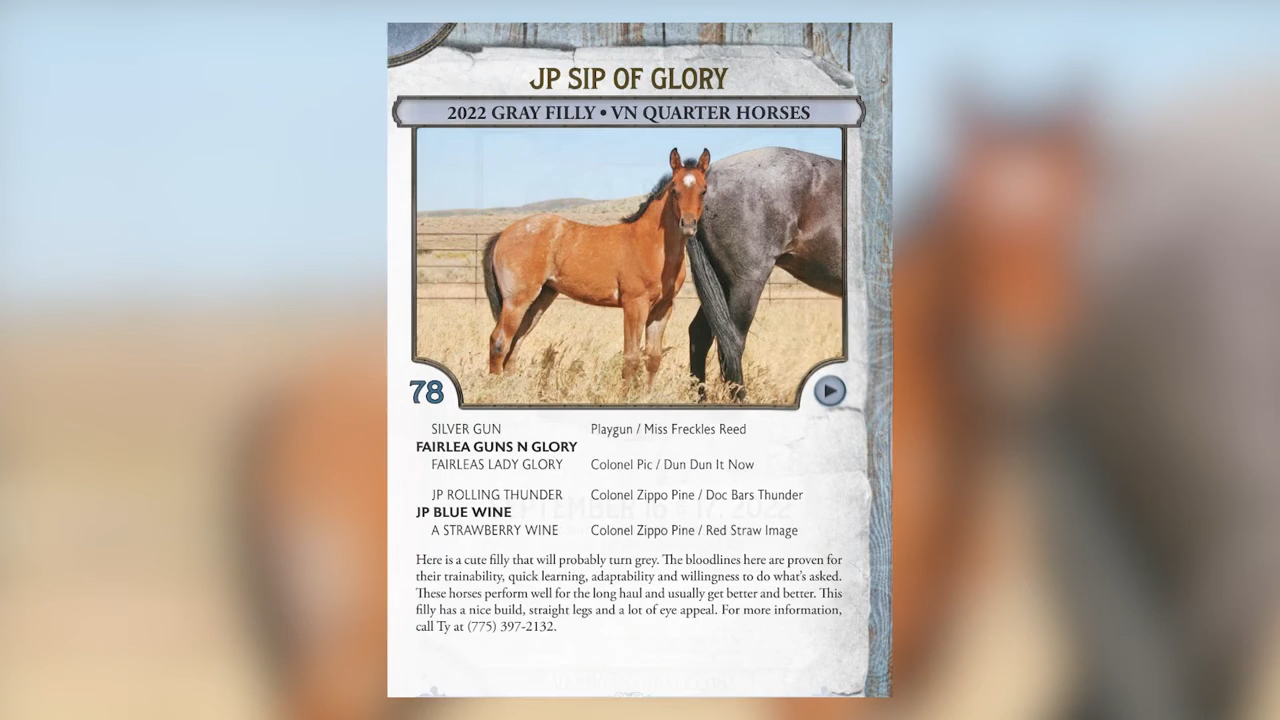 JP SIP OF GLORY
2022 GRAY FILLY • VN QUARTER HORSES
78
SILVER GUN Playgun / Miss Freckles Reed
FAIRLEA GUNS N GLORY
FAIRLEAS LADY GLORY Colonel Pic / Dun Dun It Now
JP ROLLING THUNDER Colonel Zippo Pine / Doc Bars Thunder
JP BLUE WINE
A STRAWBERRY WINE Colonel Zippo Pine / Red Straw Image
Here is a cute filly that will probably turn grey. The bloodlines here are proven for
their trainability, quick learning, adaptability and willingness to do what's asked.
These horses perform well for the long haul and usually get better and better. This
filly has a nice build, straight legs and a lot of eye appeal. For more information,
call Ty at (775) 397-2132.